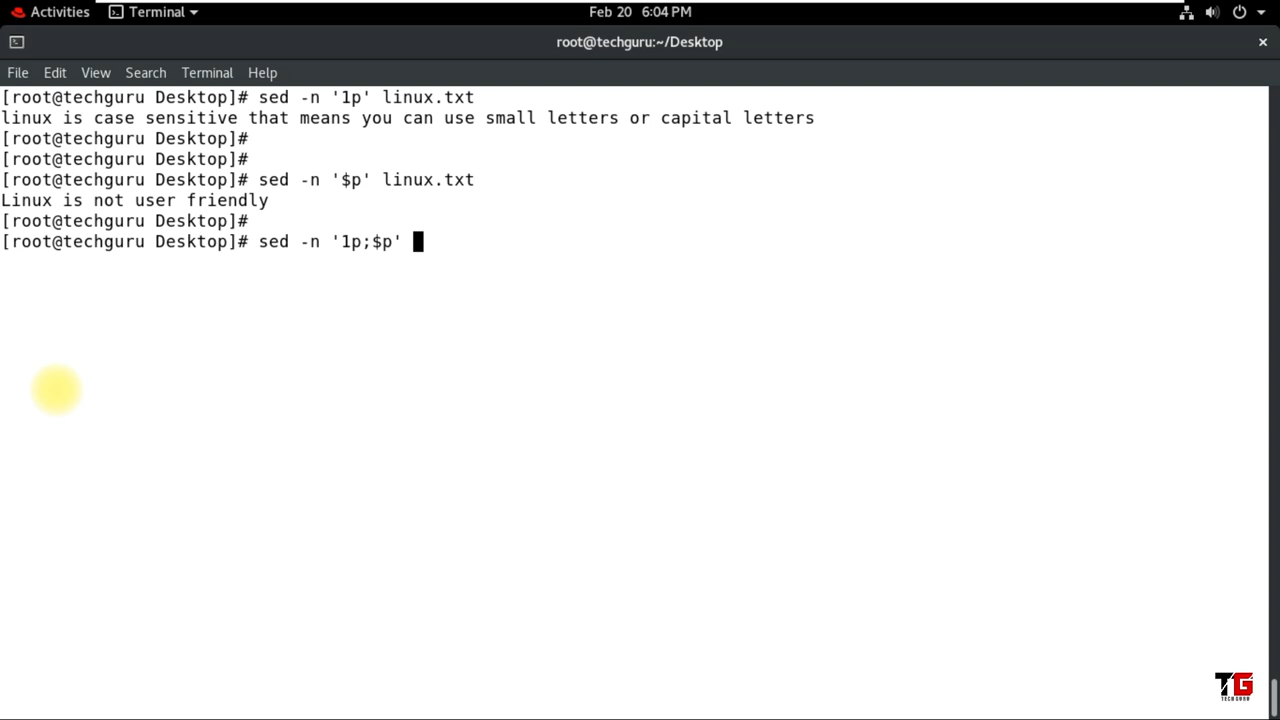 Activities Terminal Feb 20 6:04 PM
root@techguru:~/Desktop ×
File Edit View Search Terminal Help
[root@techguru Desktop]# sed -n '1p' linux.txt
linux is case sensitive that means you can use small letters or capital letters
[root@techguru Desktop]#
[root@techguru Desktop]#
[root@techguru Desktop]# sed -n '$p' linux.txt
Linux is not user friendly
[root@techguru Desktop]#
[root@techguru Desktop]# sed -n '1p;$p'
TG
TECH GURU